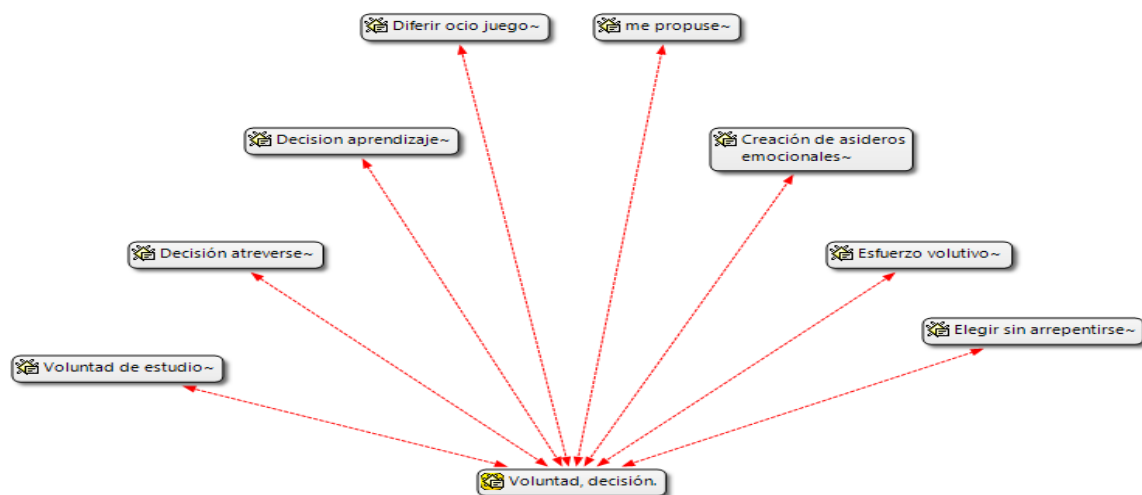 Diferir ocio juego~
me propuse~
Decision aprendizaje~
Creación de asideros
emocionales~
Decisión atreverse~
Esfuerzo volutivo~
Elegir sin arrepentirse~
Voluntad de estudio~
Voluntad, decisión.